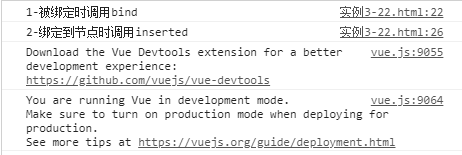 1-被绑定时调用bind 实例3-22.html:22
2-绑定到节点时调用inserted 实例3-22.html:26
Download the Vue Devtools extension for a better vue.js:9055
development experience:
https://github.com/vuejs/vue-devtools
You are running Vue in development mode. vue.js:9064
Make sure to turn on production mode when deploying for
production.
See more tips at https://vuejs.org/guide/deployment.html